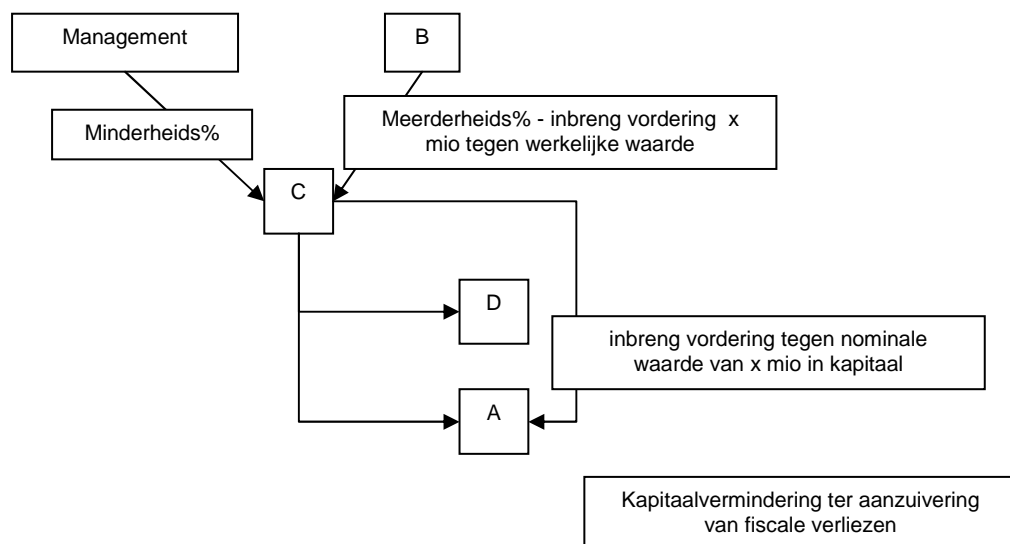 Management
B
Minderheids%
Meerderheids% - inbreng vordering x
mio tegen werkelijke waarde
C
D
inbreng vordering tegen nominale
waarde van x mio in kapitaal
A
Kapitaalvermindering ter aanzuivering
van fiscale verliezen